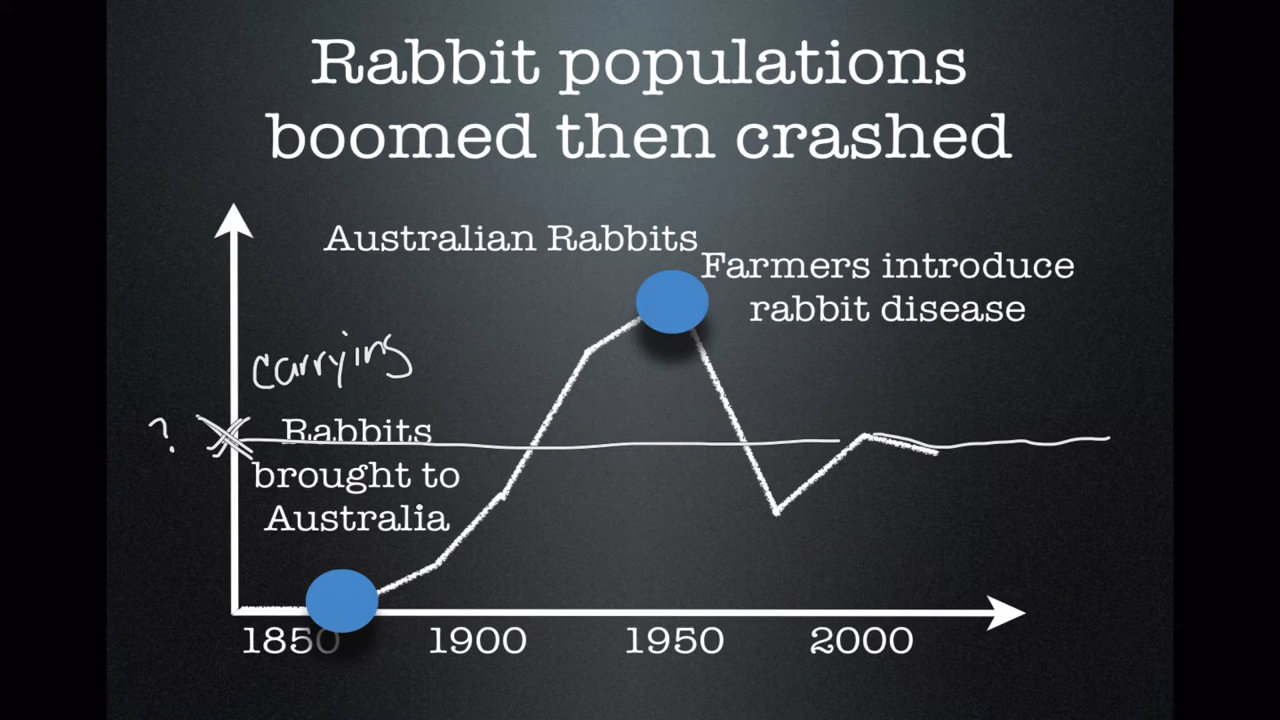 Rabbit populations
boomed then crashed
Australian Rabbits
Farmers introduce
rabbit disease
carrying
?
Rabbits
brought to
Australia
1850 1900 1950 2000